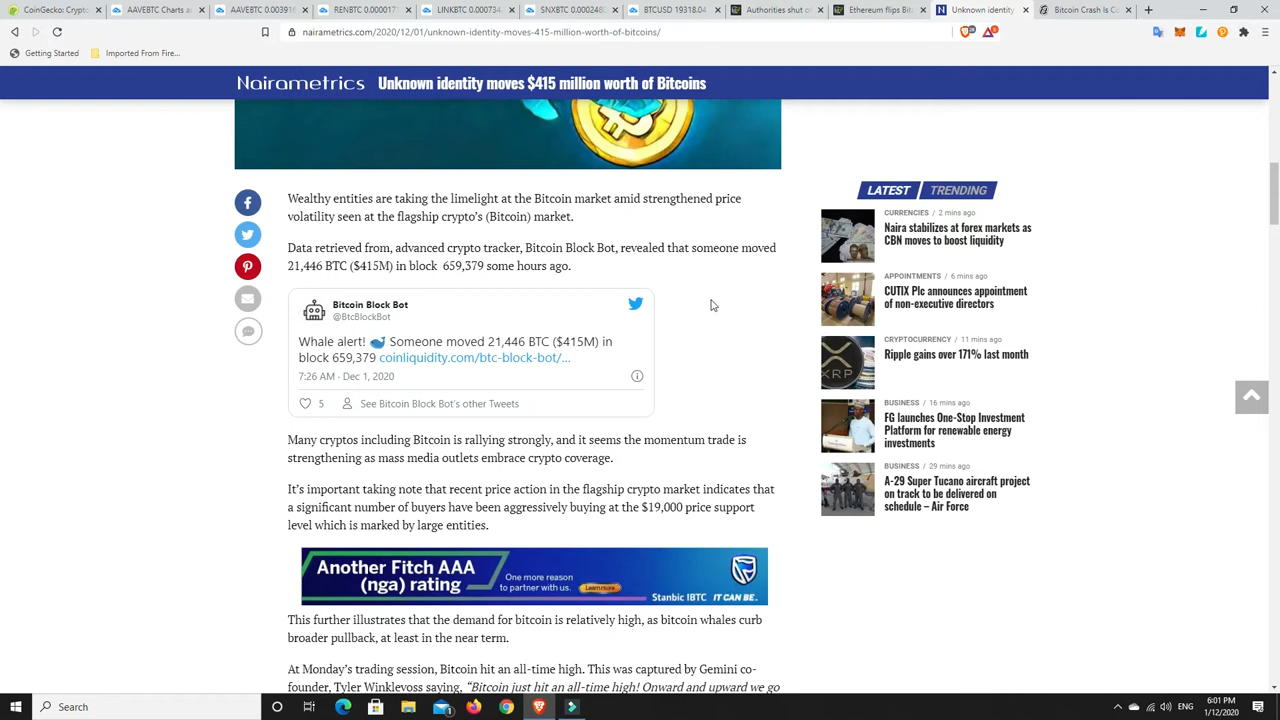 CoinGecko: Crypto
AAVEBTC Charts a
AAVEBTC 0.003916
RENBTC 0.000017
LINKBTC 0.000734
SNXBTC 0.000248
BTCUSD 19318.04
Authorities shut o
Ethereum flips Bit
Unknown identity
Bitcoin Crash Is Co
nairametrics.com/2020/12/01/unknown-identity-moves-415-million-worth-of-bitcoins/
Getting Started
Imported From Fire...
Nairametrics Unknown identity moves $415 million worth of Bitcoins
Wealthy entities are taking the limelight at the Bitcoin market amid strengthened price
volatility seen at the flagship crypto's (Bitcoin) market.
Data retrieved from, advanced crypto tracker, Bitcoin Block Bot, revealed that someone moved
21,446 BTC ($415M) in block 659,379 some hours ago.
Bitcoin Block Bot
@BtcBlockBot
Whale alert! 🐳 Someone moved 21,446 BTC ($415M) in
block 659,379 coinliquidity.com/btc-block-bot/...
7:26 AM · Dec 1, 2020
5 See Bitcoin Block Bot's other Tweets
Many cryptos including Bitcoin is rallying strongly, and it seems the momentum trade is
strengthening as mass media outlets embrace crypto coverage.
It's important taking note that recent price action in the flagship crypto market indicates that
a significant number of buyers have been aggressively buying at the $19,000 price support
level which is marked by large entities.
Another Fitch AAA
(nga) rating
One more reason
to partner with us.
Learn more
Stanbic IBTC IT CAN BE.
This further illustrates that the demand for bitcoin is relatively high, as bitcoin whales curb
broader pullback, at least in the near term.
At Monday's trading session, Bitcoin hit an all-time high. This was captured by Gemini co-
founder, Tyler Winklevoss saying, "Bitcoin just hit an all-time high! Onward and upward we go
LATEST TRENDING
CURRENCIES / 2 mins ago
Naira stabilizes at forex markets as
CBN moves to boost liquidity
APPOINTMENTS / 6 mins ago
CUTIX Plc announces appointment
of non-executive directors
CRYPTOCURRENCY / 11 mins ago
Ripple gains over 171% last month
XRP
BUSINESS / 16 mins ago
FG launches One-Stop Investment
Platform for renewable energy
investments
BUSINESS / 29 mins ago
A-29 Super Tucano aircraft project
on track to be delivered on
schedule – Air Force
Search
ENG
6:01 PM
1/12/2020